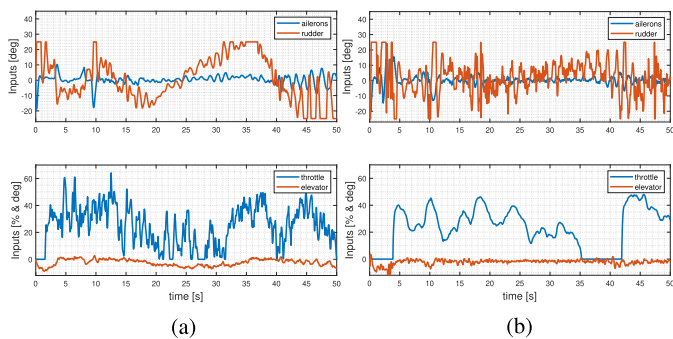 40
30
20
10
0
-10
-20
Inputs [deg]
ailerons
rudder
0 5 10 15 20 25 30 35 40 45 50
60
40
20
0
Inputs [% & deg]
throttle
elevator
0 5 10 15 20 25 30 35 40 45 50
time [s]
(a)
40
30
20
10
0
-10
-20
Inputs [deg]
ailerons
rudder
5 10 15 20 25 30 35 40 45 50
60
40
20
0
Inputs [% & deg]
throttle
elevator
5 10 15 20 25 30 35 40 45 50
time [s]
(b)